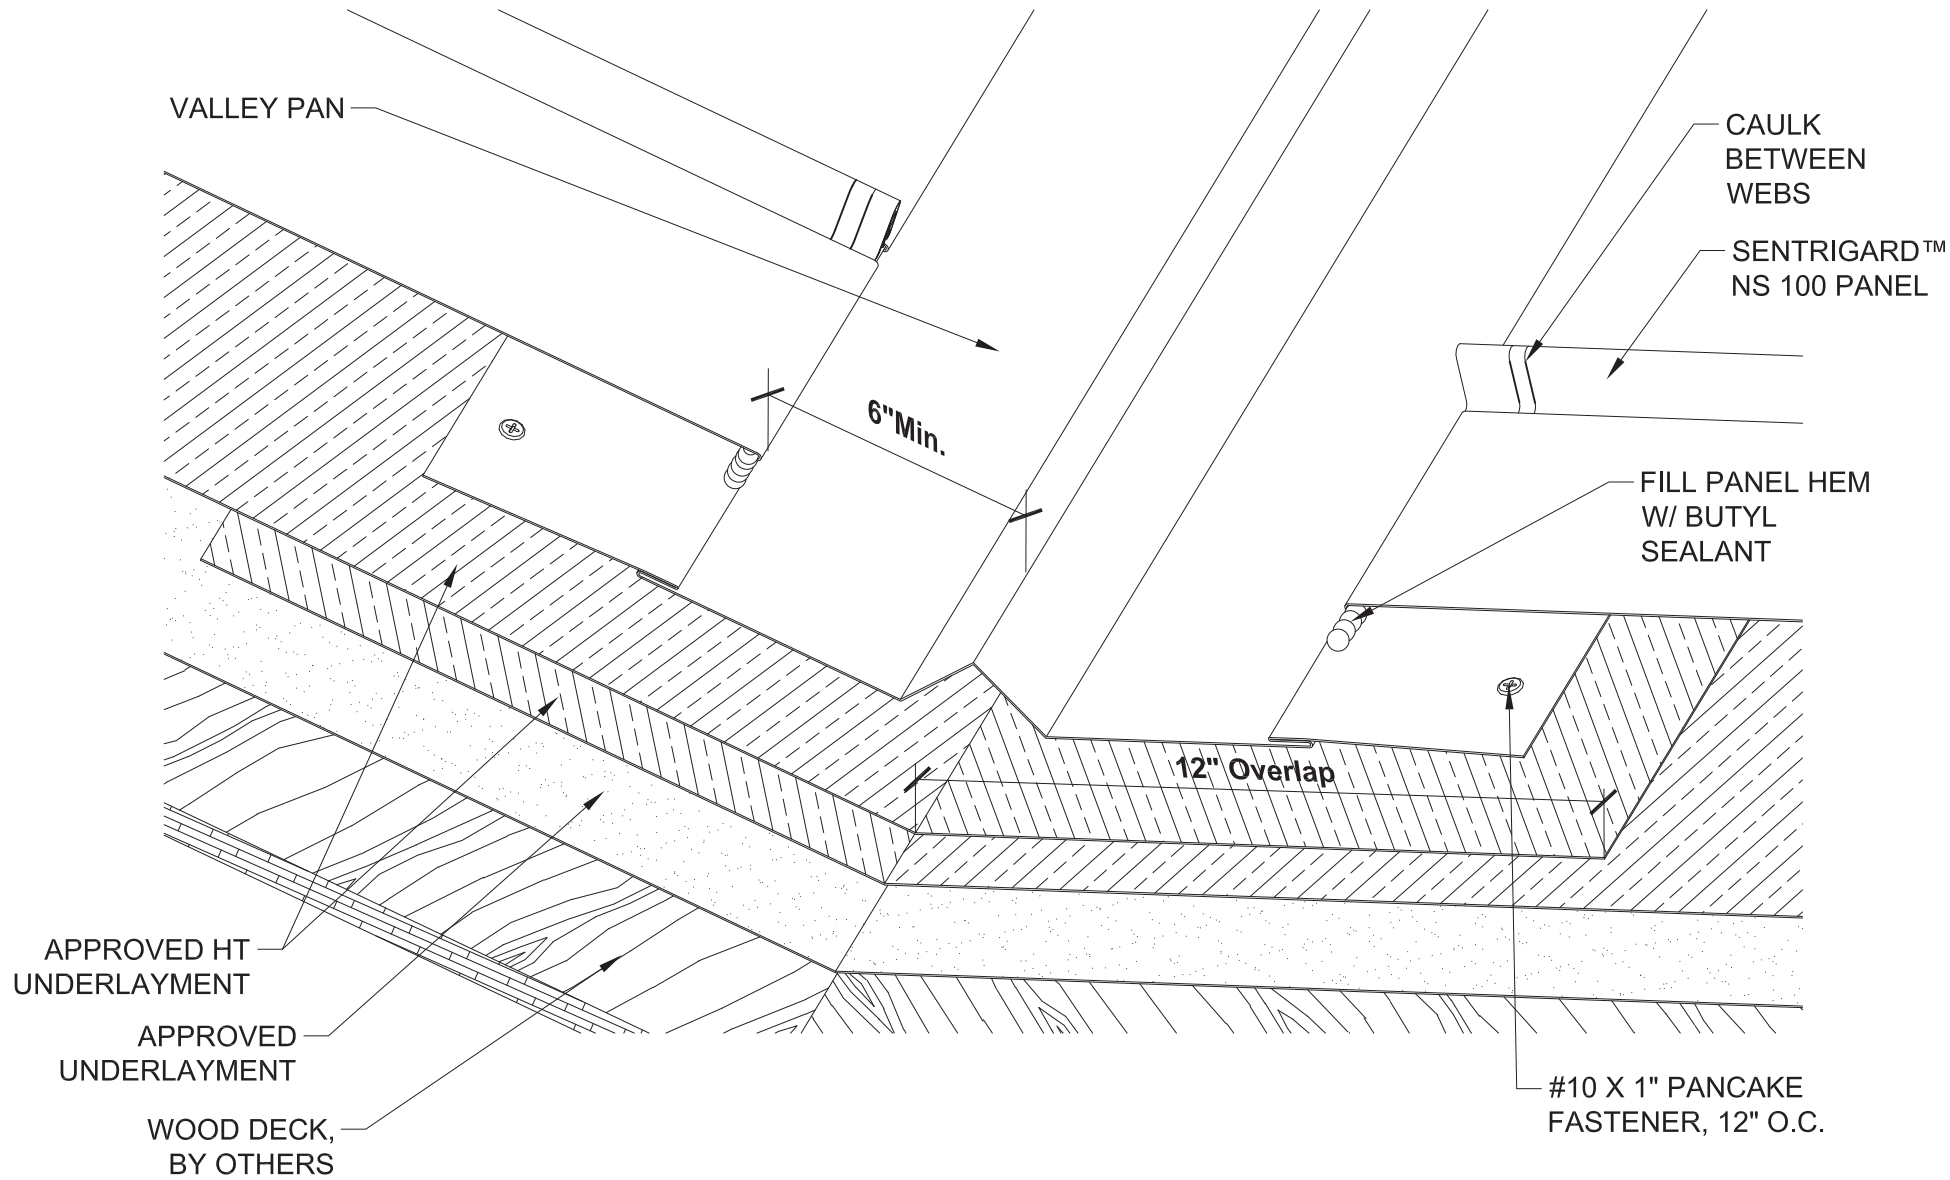 VALLEY PAN
CAULK
BETWEEN
WEBS
SENTRIGARD™
NS 100 PANEL
6"Min.
FILL PANEL HEM
W/ BUTYL
SEALANT
12" Overlap
APPROVED HT
UNDERLAYMENT
APPROVED
UNDERLAYMENT
WOOD DECK,
BY OTHERS
#10 X 1" PANCAKE
FASTENER, 12" O.C.